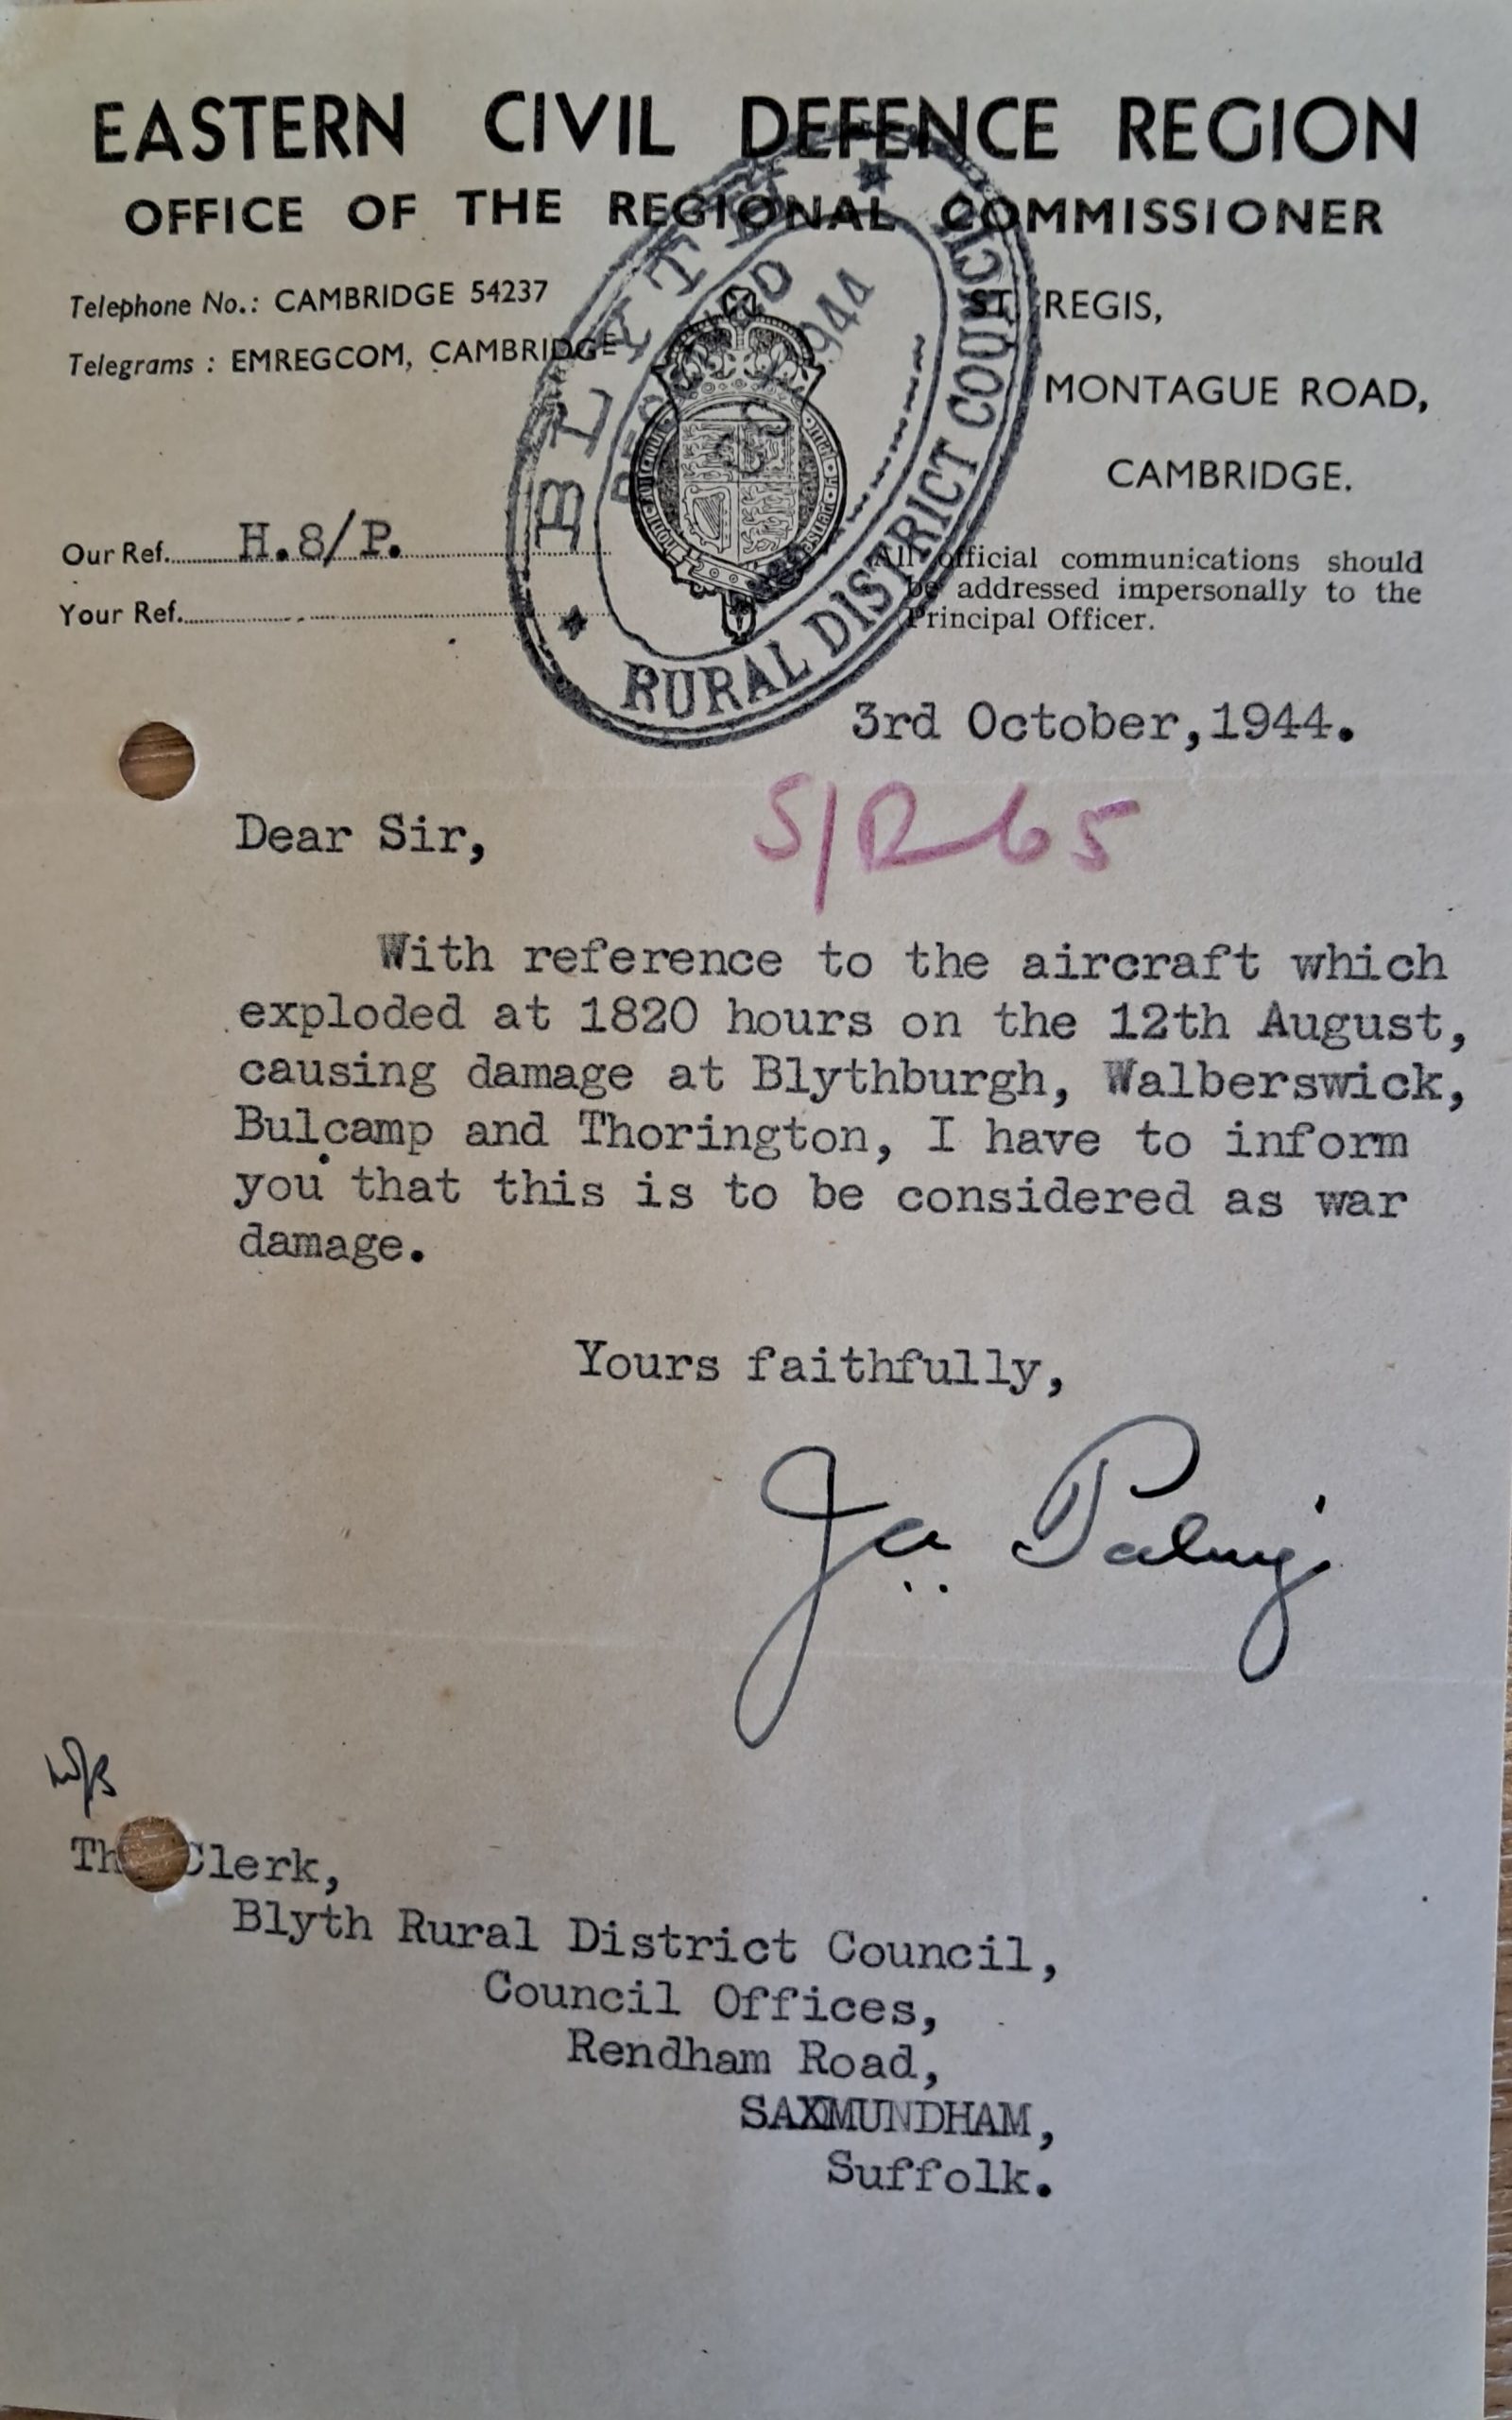 EASTERN CIVIL DEFENCE REGION
OFFICE OF THE REGIONAL COMMISSIONER
Telephone No.: CAMBRIDGE 54237
Telegrams : EMREGCOM, CAMBRIDGE
ST. REGIS,
MONTAGUE ROAD,
CAMBRIDGE.
BLYTH
RURAL DISTRICT COUNCIL
RECEIVED
1944
Our Ref. H.8/P.
Your Ref.
All official communications should
be addressed impersonally to the
Principal Officer.
3rd October, 1944.
S/R 65
Dear Sir,
With reference to the aircraft which
exploded at 1820 hours on the 12th August,
causing damage at Blythburgh, Walberswick,
Bulcamp and Thorington, I have to inform
you that this is to be considered as war
damage.
Yours faithfully,
The Clerk,
Blyth Rural District Council,
Council Offices,
Rendham Road,
SAXMUNDHAM,
Suffolk.